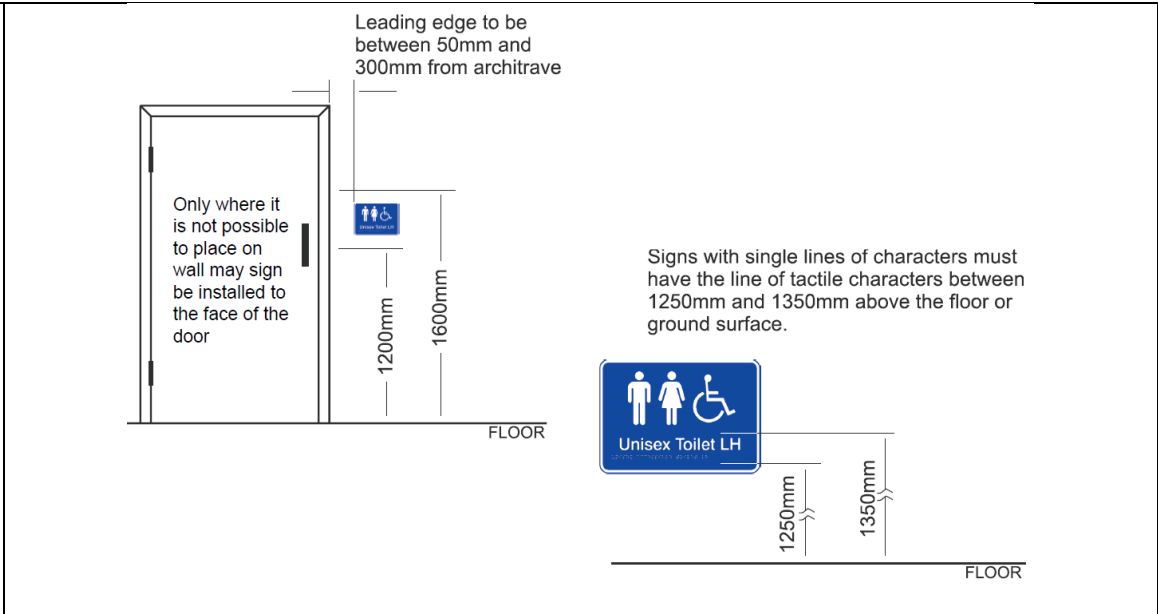 Leading edge to be
between 50mm and
300mm from architrave
Only where it
is not possible
to place on
wall may sign
be installed to
the face of the
door
Unisex Toilet LH
1200mm
1600mm
FLOOR
Signs with single lines of characters must
have the line of tactile characters between
1250mm and 1350mm above the floor or
ground surface.
Unisex Toilet LH
1250mm
1350mm
FLOOR